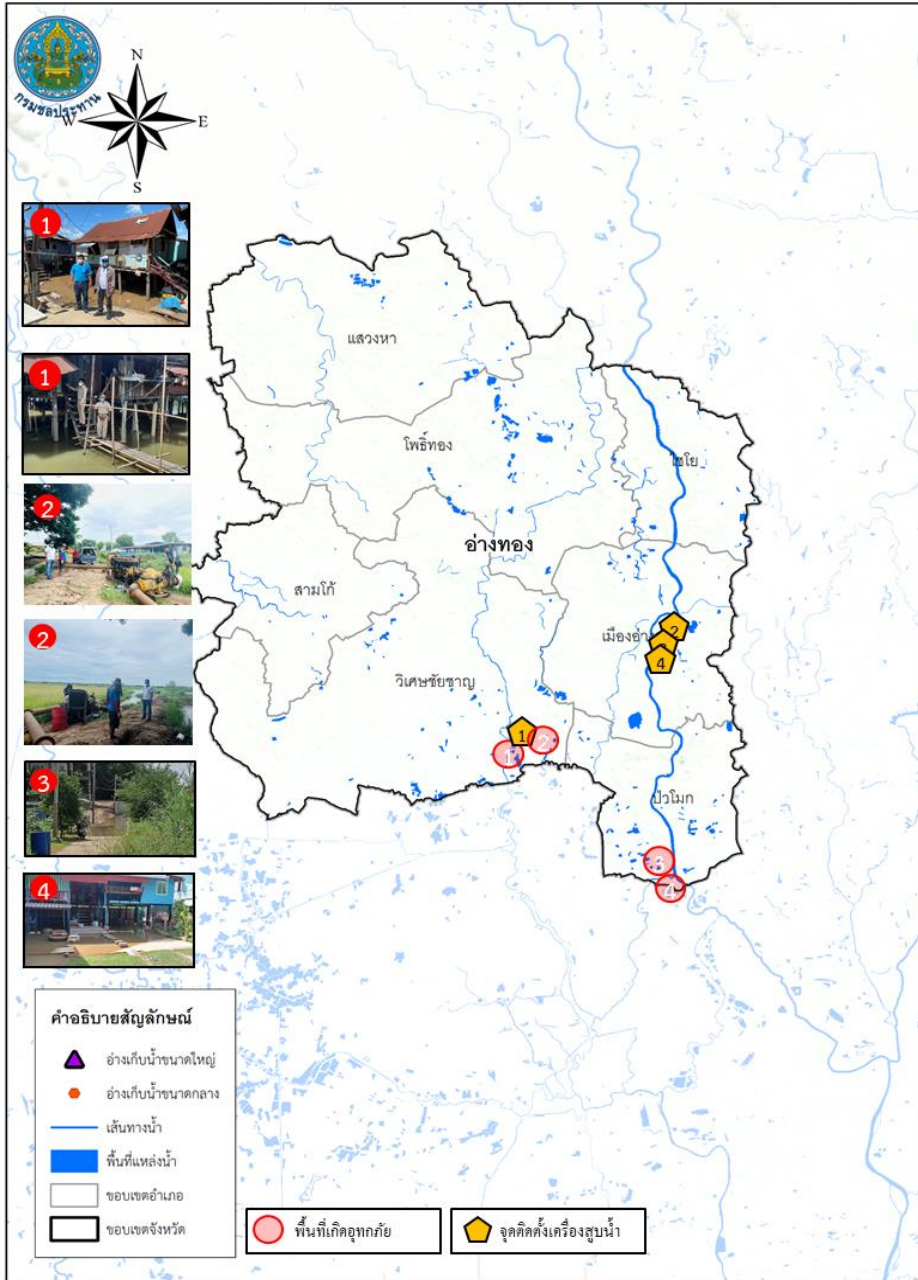 กรมชลประทาน
N
W
E
S
1
1
2
2
3
4
แสวงหา
โพธิ์ทอง
ไชโย
อ่างทอง
สามโก้
เมืองอ่าง
2
4
วิเศษชัยชาญ
1
1
2
ป่าโมก
3
4
คำอธิบายสัญลักษณ์
อ่างเก็บน้ำขนาดใหญ่
อ่างเก็บน้ำขนาดกลาง
เส้นทางน้ำ
พื้นที่แหล่งน้ำ
ขอบเขตอำเภอ
ขอบเขตจังหวัด
พื้นที่เกิดอุทกภัย
จุดติดตั้งเครื่องสูบน้ำ